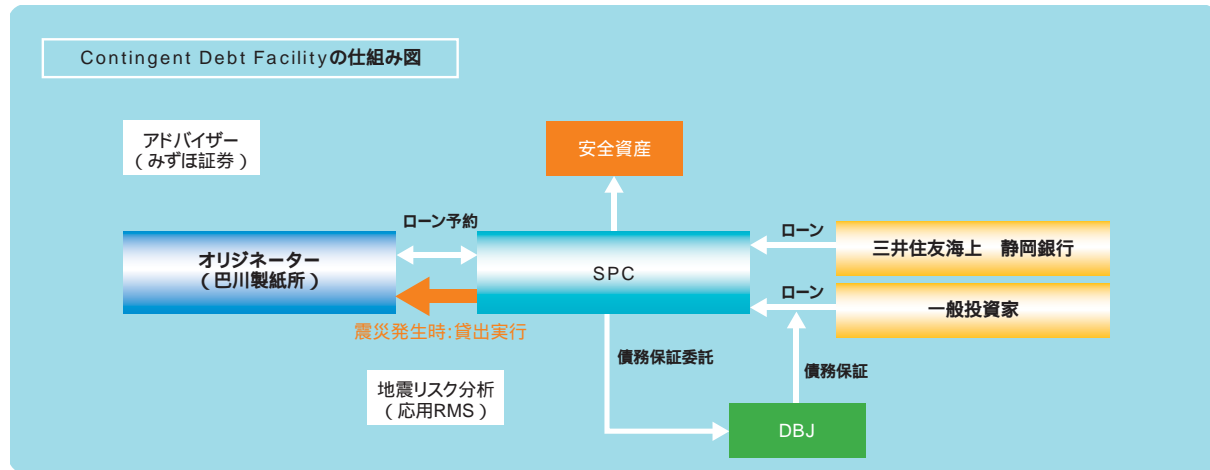 Contingent Debt Facilityの仕組み図
アドバイザー
(みずほ証券)
安全資産
ローン予約
ローン
オリジネーター
(巴川製紙所)
SPC
三井住友海上 静岡銀行
ローン
一般投資家
震災発生時:貸出実行
債務保証委託
債務保証
地震リスク分析
(応用RMS)
DBJ